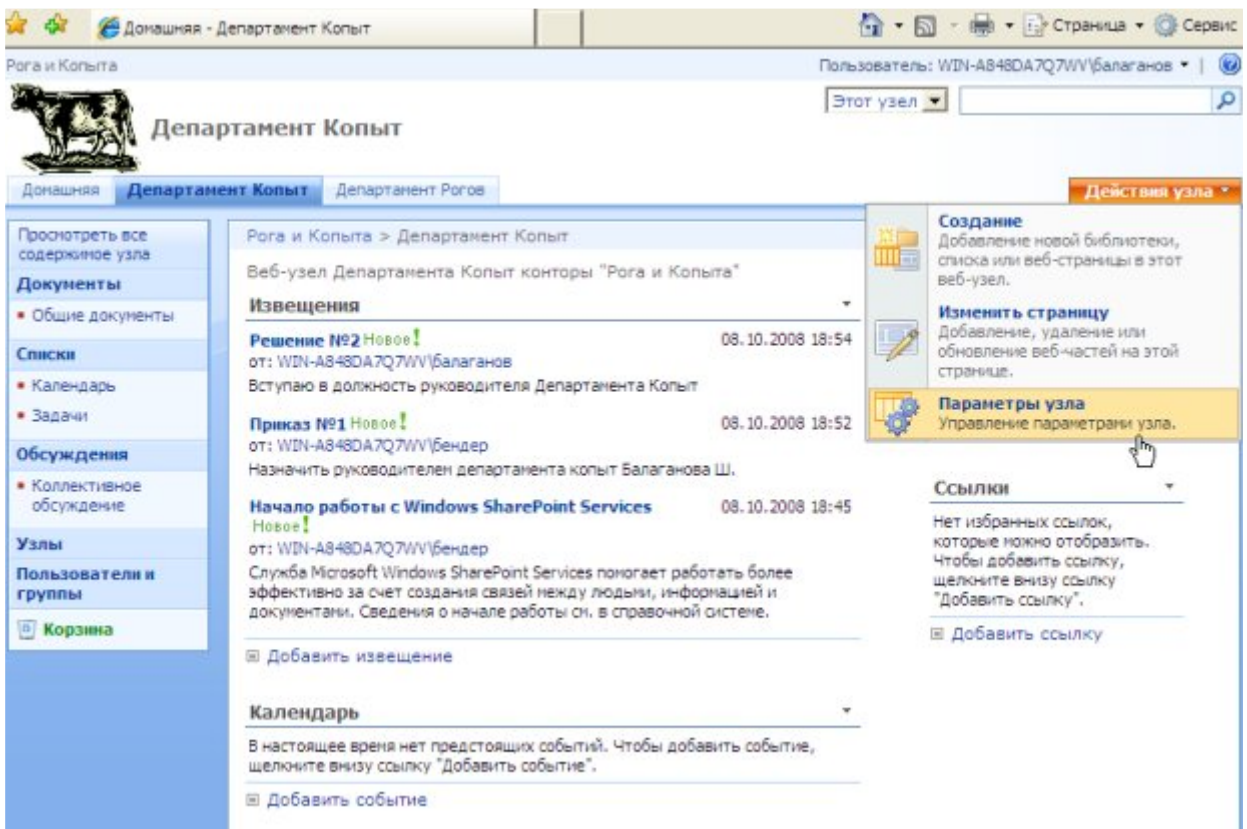 Домашняя - Департамент Копыт
Страница
Сервис
Рога и Копыта
Пользователь: WIN-A848DA7Q7WV\балаганов
Этот узел
Департамент Копыт
Домашняя
Департамент Копыт
Департамент Рогов
Действия узла
Просмотреть все
содержимое узла
Документы
Общие документы
Списки
Календарь
Задачи
Обсуждения
Коллективное
обсуждение
Узлы
Пользователи и
группы
Корзина
Рога и Копыта > Департамент Копыт
Веб-узел Департамента Копыт конторы "Рога и Копыта"
Извещения
Решение №2 Новое! 08.10.2008 18:54
от: WIN-A848DA7Q7WV\балаганов
Вступаю в должность руководителя Департамента Копыт
Приказ №1 Новое! 08.10.2008 18:52
от: WIN-A848DA7Q7WV\бендер
Назначить руководителем департамента копыт Балаганова Ш.
Начало работы с Windows SharePoint Services 08.10.2008 18:45
Новое!
от: WIN-A848DA7Q7WV\бендер
Служба Microsoft Windows SharePoint Services помогает работать более
эффективно за счет создания связей между людьми, информацией и
документами. Сведения о начале работы см. в справочной системе.
Добавить извещение
Календарь
В настоящее время нет предстоящих событий. Чтобы добавить событие,
щелкните внизу ссылку "Добавить событие".
Добавить событие
Создание
Добавление новой библиотеки,
списка или веб-страницы в этот
веб-узел.
Изменить страницу
Добавление, удаление или
обновление веб-частей на этой
странице.
Параметры узла
Управление параметрами узла.
Ссылки
Нет избранных ссылок,
которые можно отобразить.
Чтобы добавить ссылку,
щелкните внизу ссылку
"Добавить ссылку".
Добавить ссылку